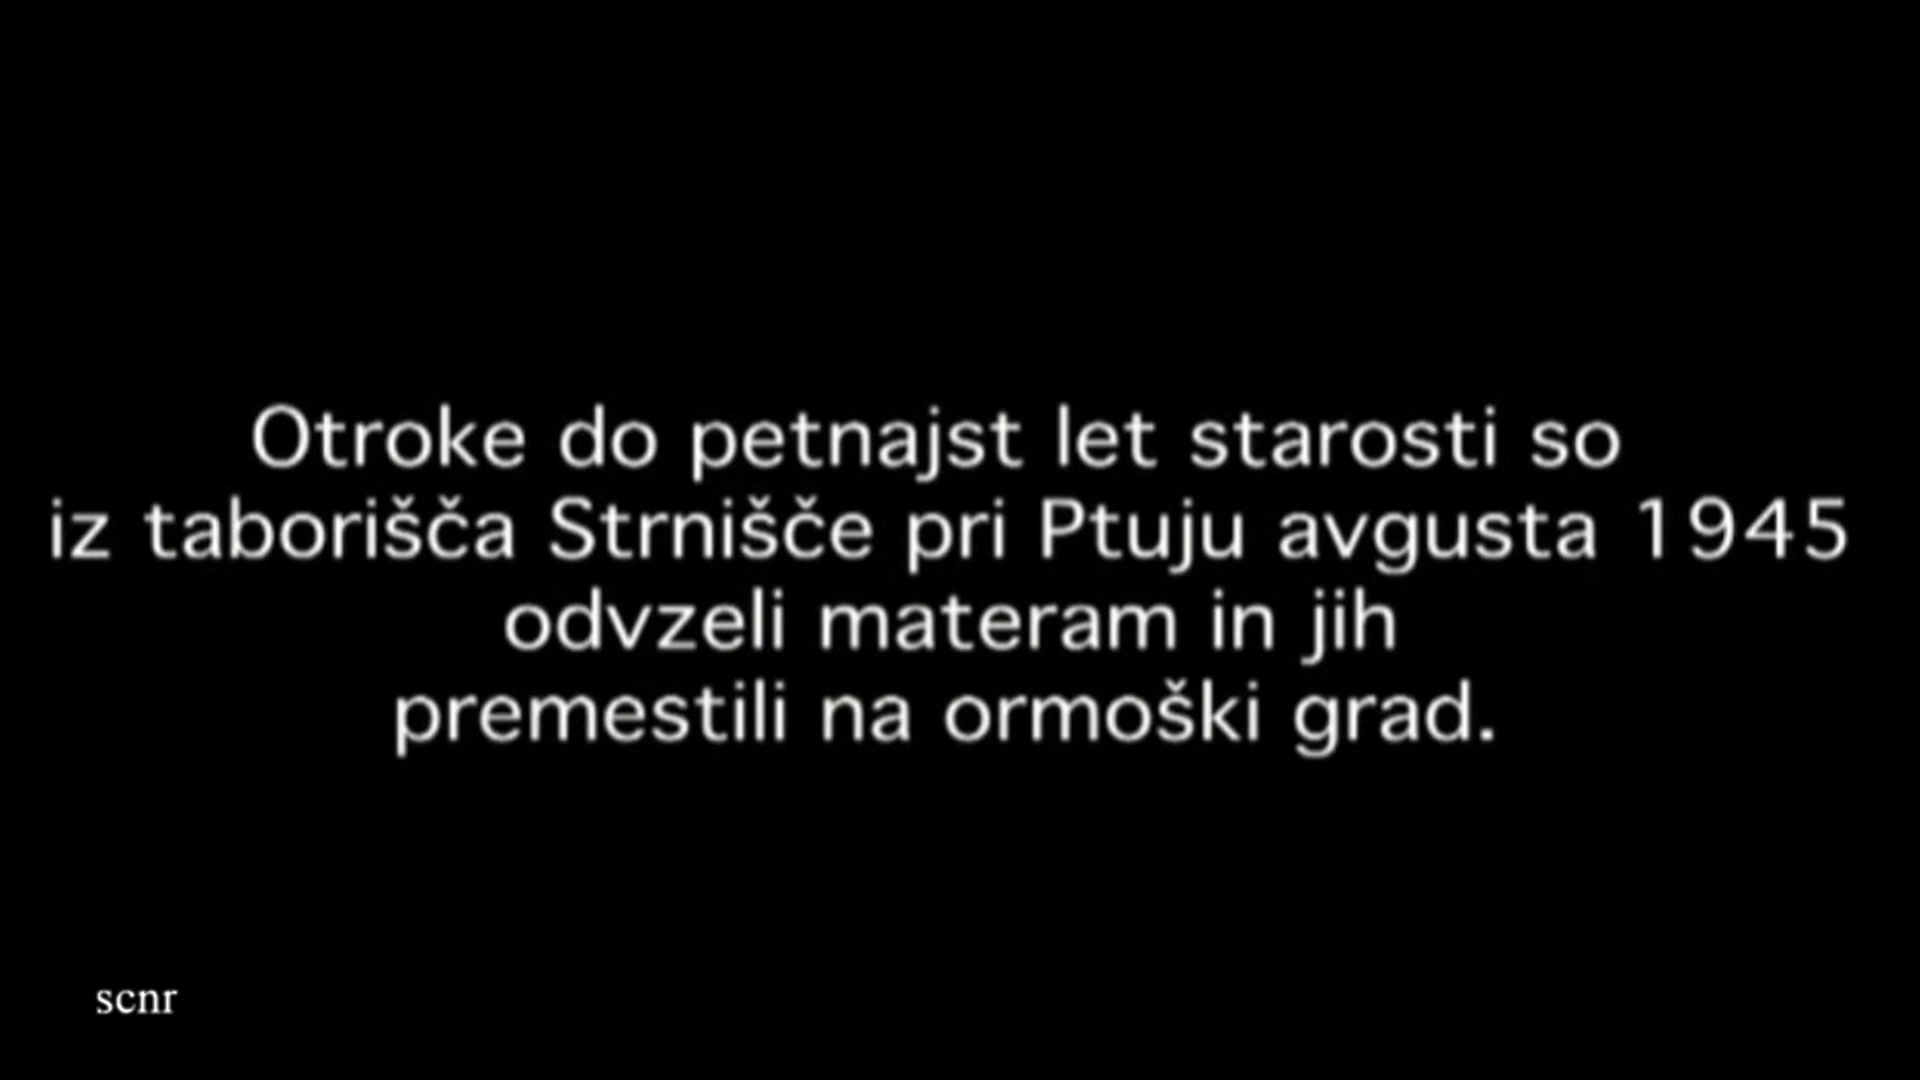 Otroke do petnajst let starosti so
iz taborišča Strnišče pri Ptuju avgusta 1945
odvzeli materam in jih
premestili na ormoški grad.
scnr